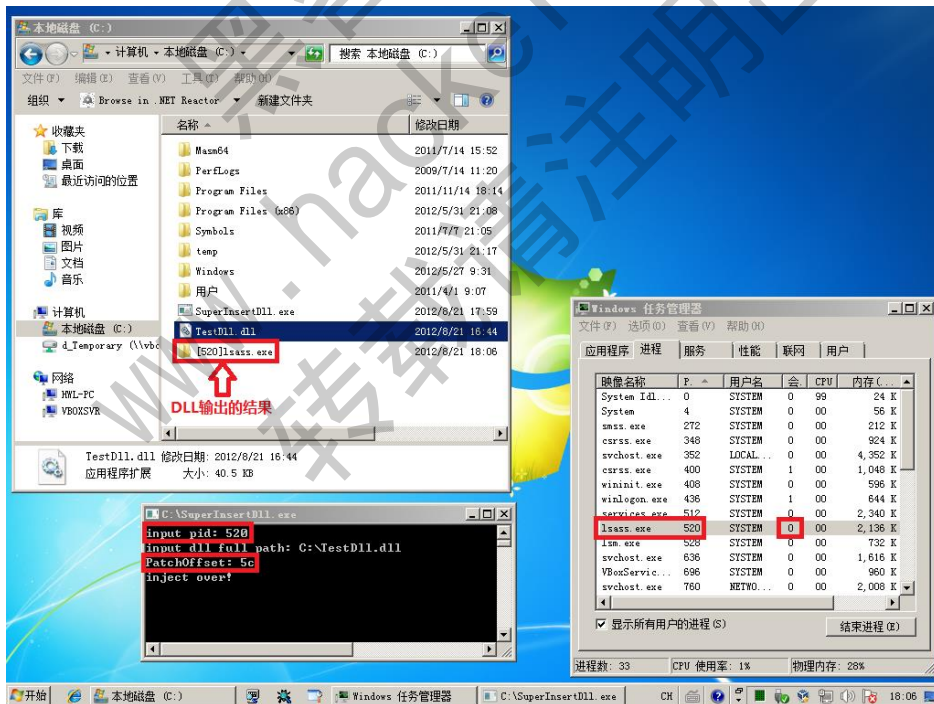 本地磁盘 (C:)
计算机 本地磁盘 (C:) 搜索 本地磁盘 (C:)
文件(F) 编辑(E) 查看(V) 工具(T) 帮助(H)
组织 Browse in .NET Reactor 新建文件夹
收藏夹
下载
桌面
最近访问的位置
库
视频
图片
文档
音乐
计算机
本地磁盘 (C:)
d_Temporary (\\vbo
网络
HWL-PC
VBOXSVR
名称 修改日期
Masm64 2011/7/14 15:52
PerfLogs 2009/7/14 11:20
Program Files 2011/11/14 18:14
Program Files (x86) 2012/5/31 21:08
Symbols 2011/7/7 21:05
temp 2012/5/31 21:17
Windows 2012/5/27 9:31
用户 2011/4/1 9:07
SuperInsertDll.exe 2012/8/21 17:59
TestDll.dll 2012/8/21 16:44
[520]lsass.exe 2012/8/21 18:06
DLL输出的结果
TestDll.dll 修改日期: 2012/8/21 16:44
应用程序扩展 大小: 40.5 KB
C:\SuperInsertDll.exe
input pid: 520
input dll full path: C:\TestDll.dll
PatchOffset: 5c
inject over!
Windows 任务管理器
文件(F) 选项(O) 查看(V) 帮助(H)
应用程序 进程 服务 性能 联网 用户
映像名称 P. 用户名 会. CPU 内存(...
System Idl... 0 SYSTEM 0 99 24 K
System 4 SYSTEM 0 00 56 K
smss.exe 272 SYSTEM 0 00 212 K
csrss.exe 348 SYSTEM 0 00 924 K
svchost.exe 352 LOCAL... 0 00 4,352 K
csrss.exe 400 SYSTEM 1 00 1,048 K
wininit.exe 408 SYSTEM 0 00 596 K
winlogon.exe 436 SYSTEM 1 00 644 K
services.exe 512 SYSTEM 0 00 2,340 K
lsass.exe 520 SYSTEM 0 00 2,136 K
lsm.exe 528 SYSTEM 0 00 732 K
svchost.exe 636 SYSTEM 0 00 1,616 K
VBoxServic... 696 SYSTEM 0 00 960 K
svchost.exe 760 NETWO... 0 00 2,008 K
显示所有用户的进程(S) 结束进程(E)
进程数: 33 CPU 使用率: 1% 物理内存: 28%
开始 本地磁盘 (C:) Windows 任务管理器 C:\SuperInsertDll.exe CH 18:06
www.hacker
转载请注明